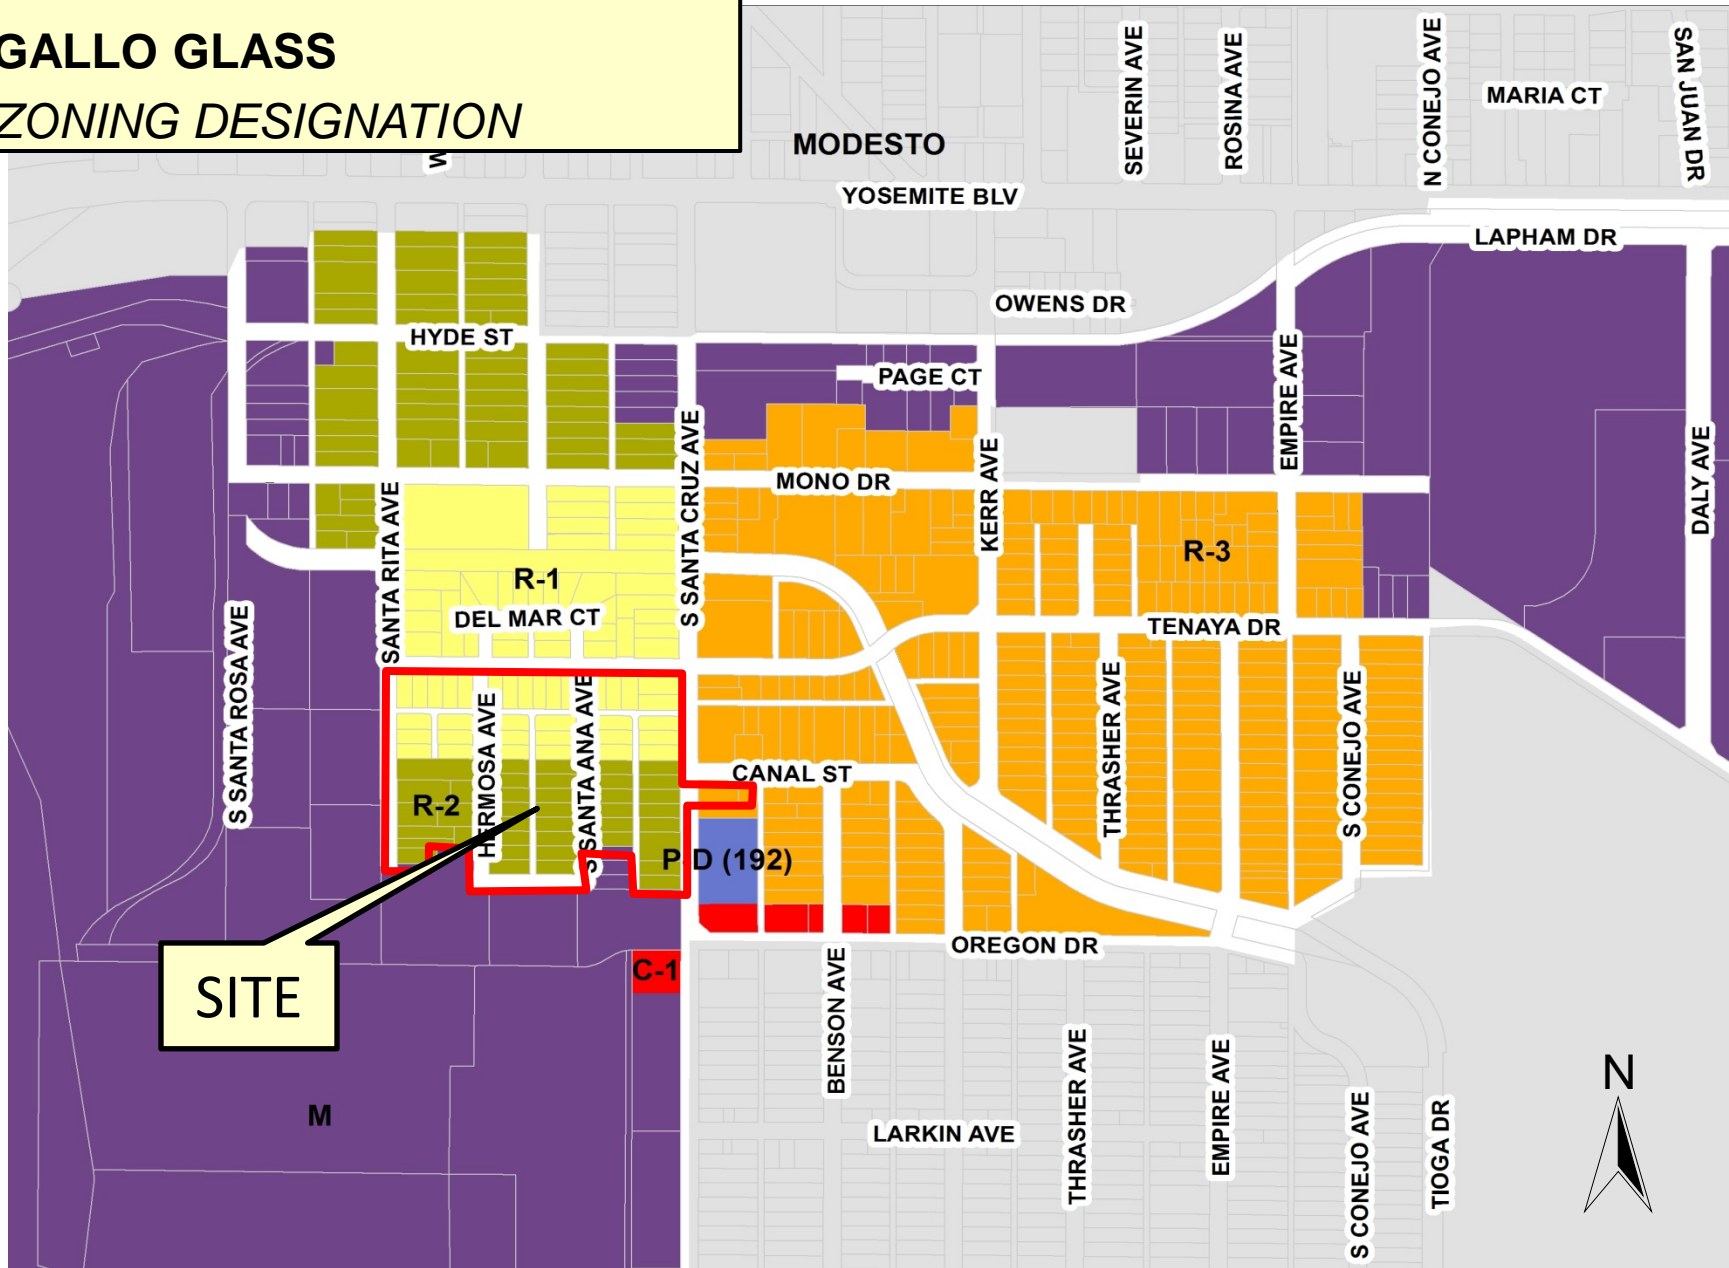 GALLO GLASS
ZONING DESIGNATION
W
MODESTO
YOSEMITE BLV
SEVERIN AVE
ROSINA AVE
N CONEJO AVE
MARIA CT
SAN JUAN DR
LAPHAM DR
OWENS DR
HYDE ST
PAGE CT
EMPIRE AVE
DALY AVE
S SANTA CRUZ AVE
MONO DR
KERR AVE
SANTA RITA AVE
R-1
R-3
DEL MAR CT
TENAYA DR
S SANTA ROSA AVE
HERMOSA AVE
S SANTA ANA AVE
THRASHER AVE
S CONEJO AVE
CANAL ST
R-2
P-D (192)
OREGON DR
C-1
SITE
BENSON AVE
M
LARKIN AVE
THRASHER AVE
EMPIRE AVE
S CONEJO AVE
TIOGA DR
N